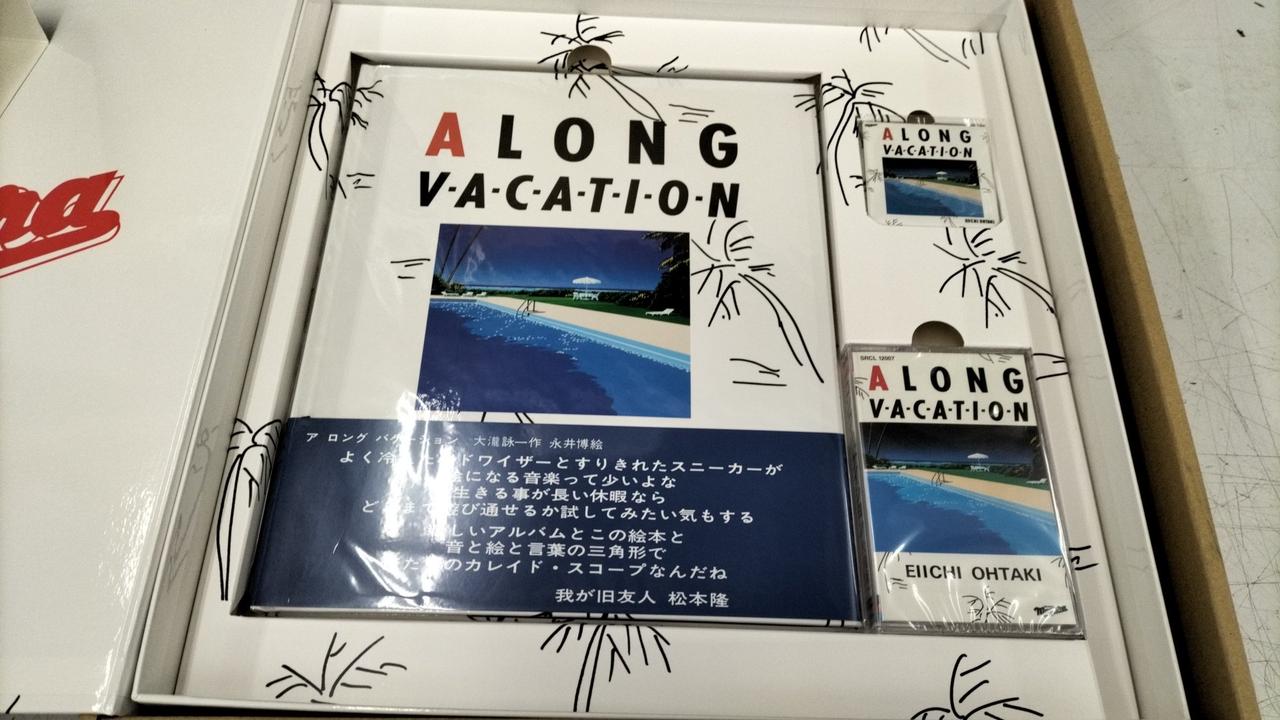 A LONG
V·A·C·A·T·I·O·N
ア ロング バケーション 大瀧詠一作 永井博絵
よく冷 ドワイザーとすりきれたスニーカーが
になる音楽って少いよな
生きる事が長い休暇なら
ど び通せるか試してみたい気もする
しいアルバムとこの絵本と
音と絵と言葉の三角形で
のカレイド・スコープなんだね
我が旧友人 松本隆
A LONG
V·A·C·A·T·I·O·N
EIICHI OHTAKI
SRCL 12007
A LONG
V·A·C·A·T·I·O·N
EIICHI OHTAKI